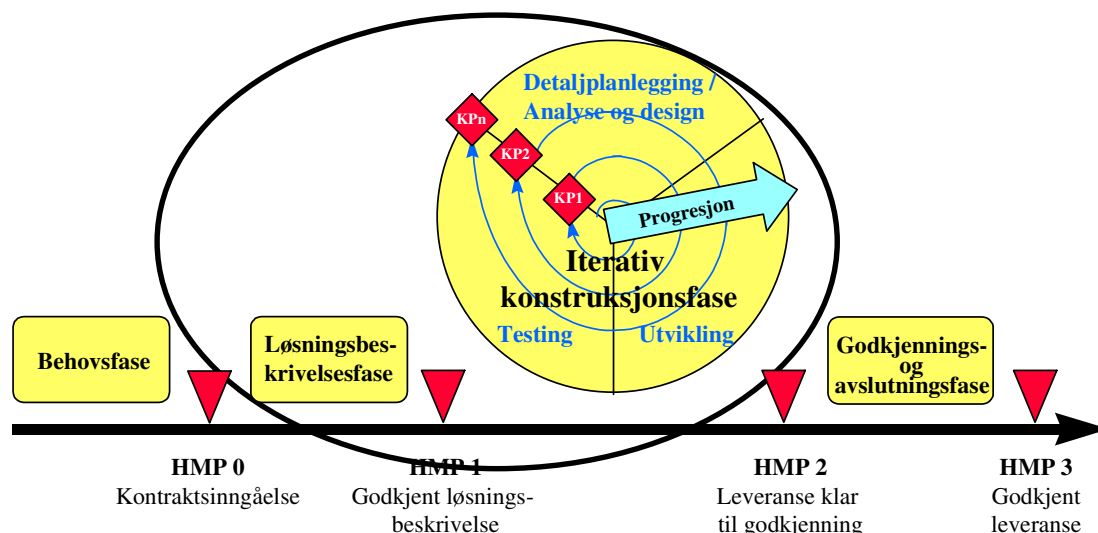 Detaljplanlegging /
Analyse og design
KPn
KP2
KP1
Progresjon
Iterativ
konstruksjonsfase
Testing
Utvikling
Behovsfase
Løsningsbes-
krivelsesfase
Godkjennings-
og
avslutningsfase
HMP 0
Kontraktsinngåelse
HMP 1
Godkjent løsnings-
beskrivelse
HMP 2
Leveranse klar
til godkjenning
HMP 3
Godkjent
leveranse